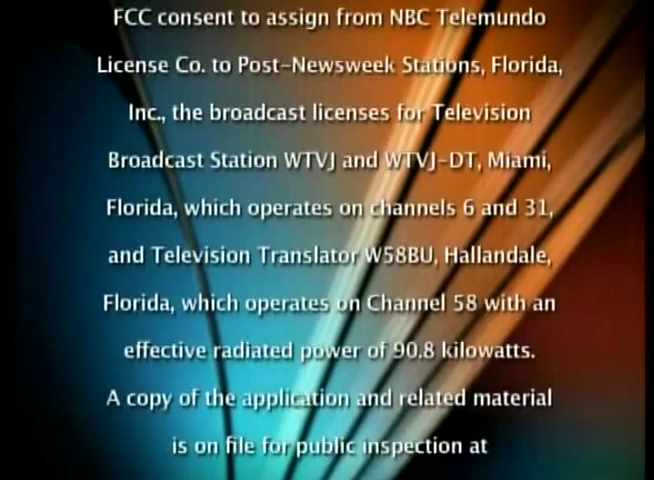 FCC consent to assign from NBC Telemundo
License Co. to Post-Newsweek Stations, Florida,
Inc., the broadcast licenses for Television
Broadcast Station WTVJ and WTVJ-DT, Miami,
Florida, which operates on channels 6 and 31,
and Television Translator W58BU, Hallandale,
Florida, which operates on Channel 58 with an
effective radiated power of 90.8 kilowatts.
A copy of the application and related material
is on file for public inspection at